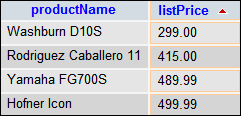 productName listPrice
Washburn D10S 299.00
Rodriguez Caballero 11 415.00
Yamaha FG700S 489.99
Hofner Icon 499.99